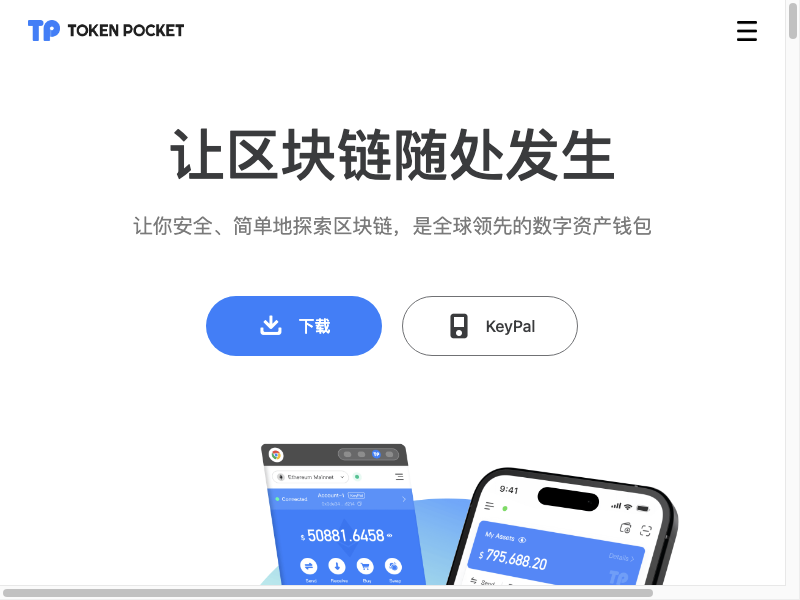 TP TOKEN POCKET
让区块链随处发生
让你安全、简单地探索区块链，是全球领先的数字资产钱包
下载
KeyPal
Ethereum Mainnet
Connected
Account-1 KeyPal
$ 50881.6458
Send Receive Buy Swap
9:41
My Assets
Details >
$ 795,688.20
TP
Send